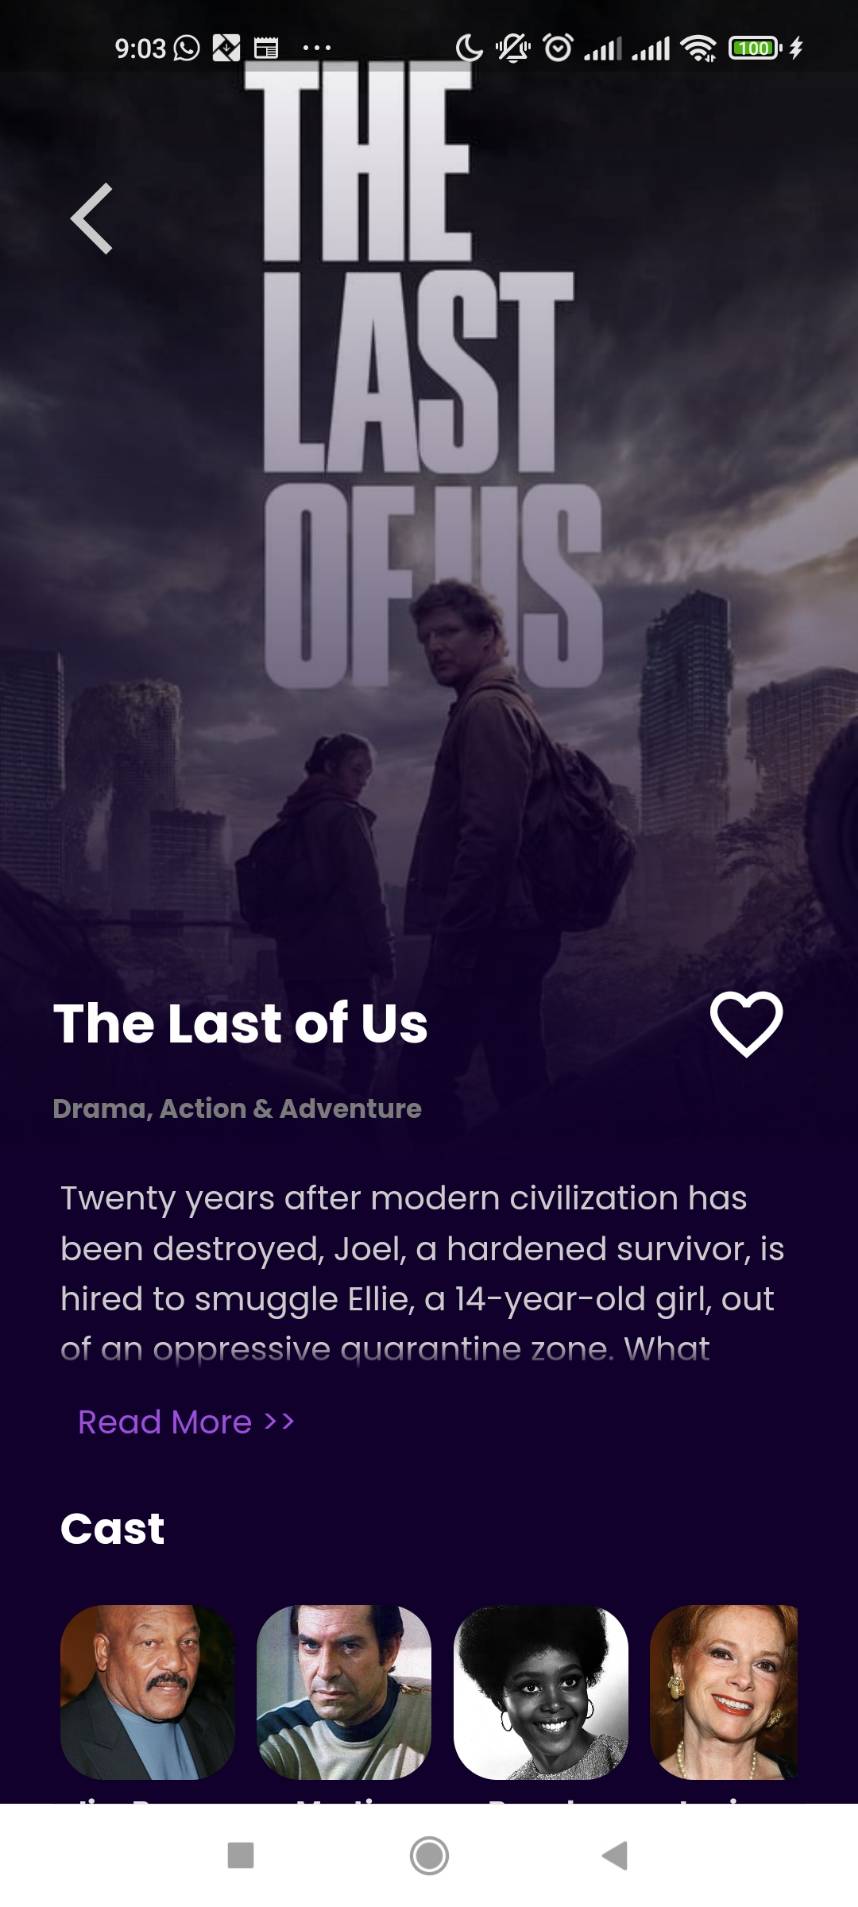 9:03
100
THE
LAST
OF US
The Last of Us
Drama, Action & Adventure
Twenty years after modern civilization has
been destroyed, Joel, a hardened survivor, is
hired to smuggle Ellie, a 14-year-old girl, out
of an oppressive quarantine zone. What
Read More >>
Cast